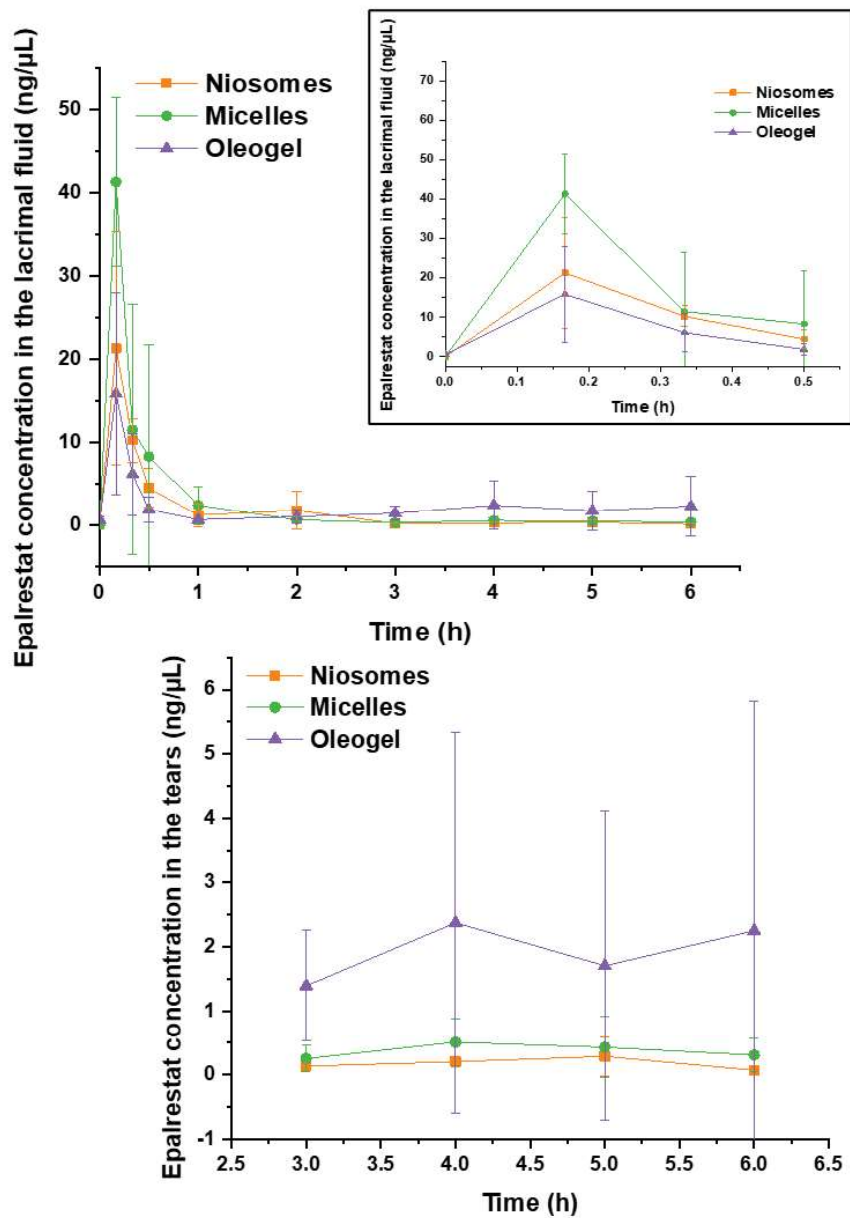 Epalrestat concentration in the lacrimal fluid (ng/μL)
50
40
30
20
10
0
Niosomes
Micelles
Oleogel
0 1 2 3 4 5 6
Time (h)
Epalrestat concentration in the lacrimal fluid (ng/μL)
70
60
50
40
30
20
10
0
Niosomes
Micelles
Oleogel
0.0 0.1 0.2 0.3 0.4 0.5
Time (h)
Epalrestat concentration in the tears (ng/μL)
6
5
4
3
2
1
0
-1
Niosomes
Micelles
Oleogel
2.5 3.0 3.5 4.0 4.5 5.0 5.5 6.0 6.5
Time (h)